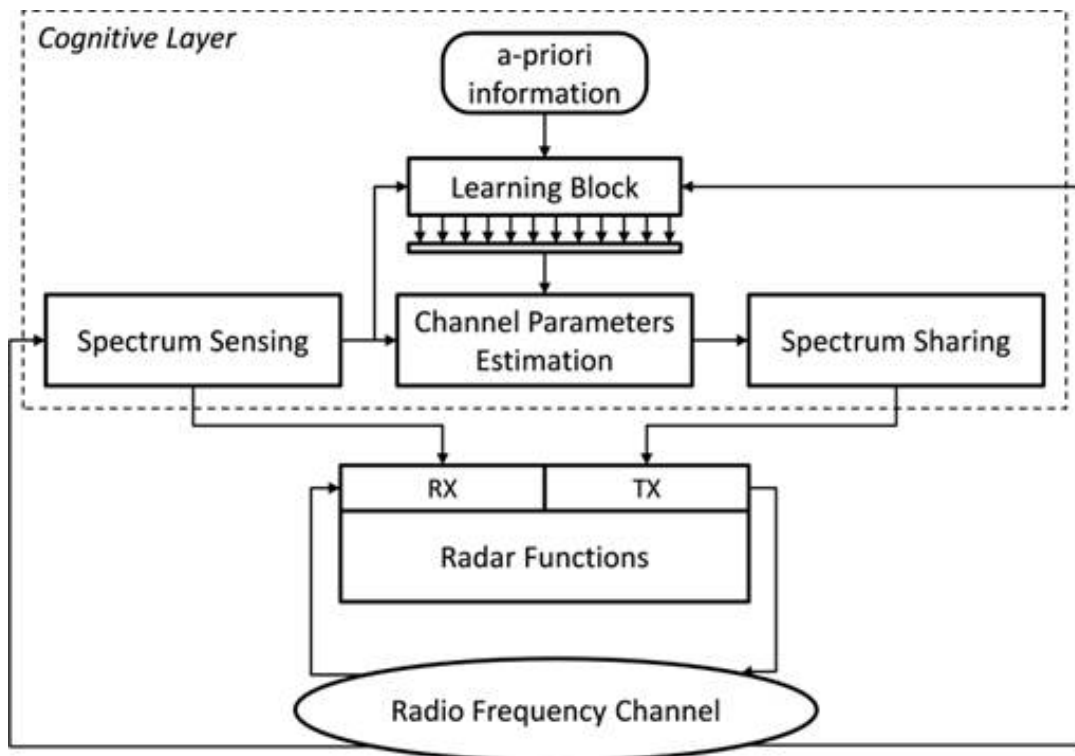 Cognitive Layer
a-priori
information
Learning Block
Spectrum Sensing
Channel Parameters
Estimation
Spectrum Sharing
RX
TX
Radar Functions
Radio Frequency Channel